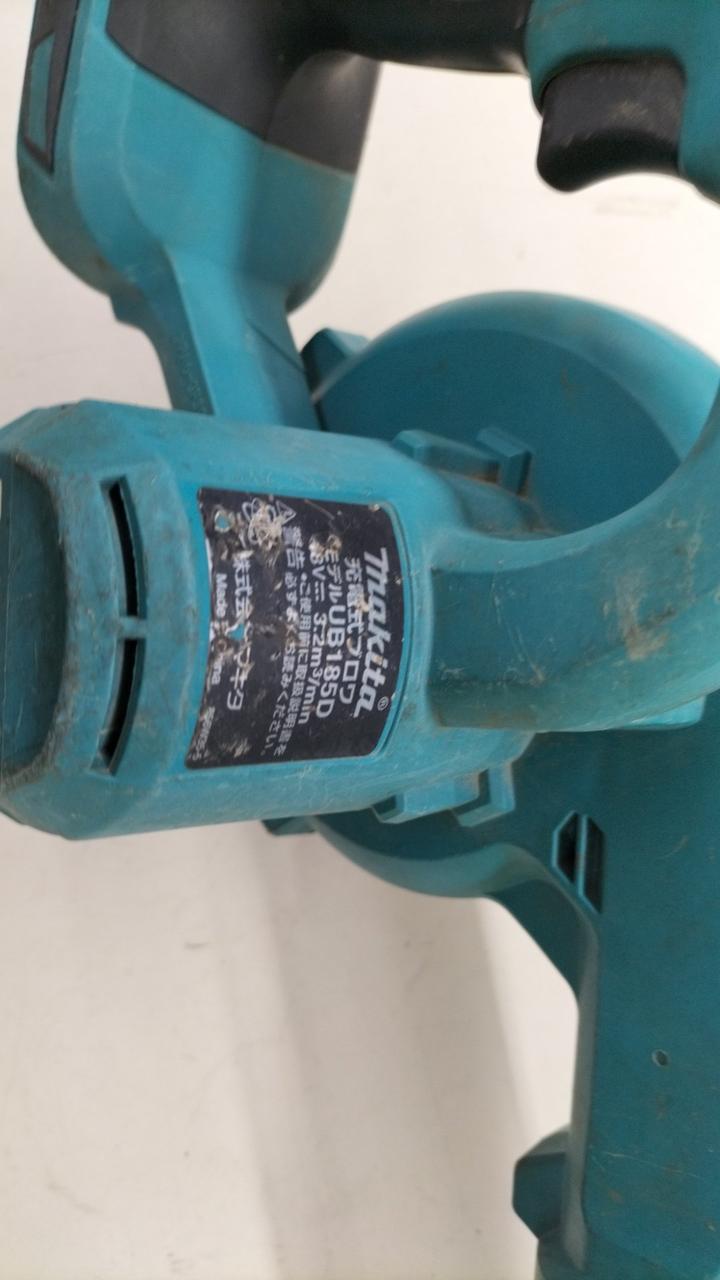 makita®
充電式ブロワ
モデル UB185D
18V⎓ 3.2m³/min
警告 •ご使用前に取扱説明書を
必ずよくお読みください。
株式会社マキタ
Made China